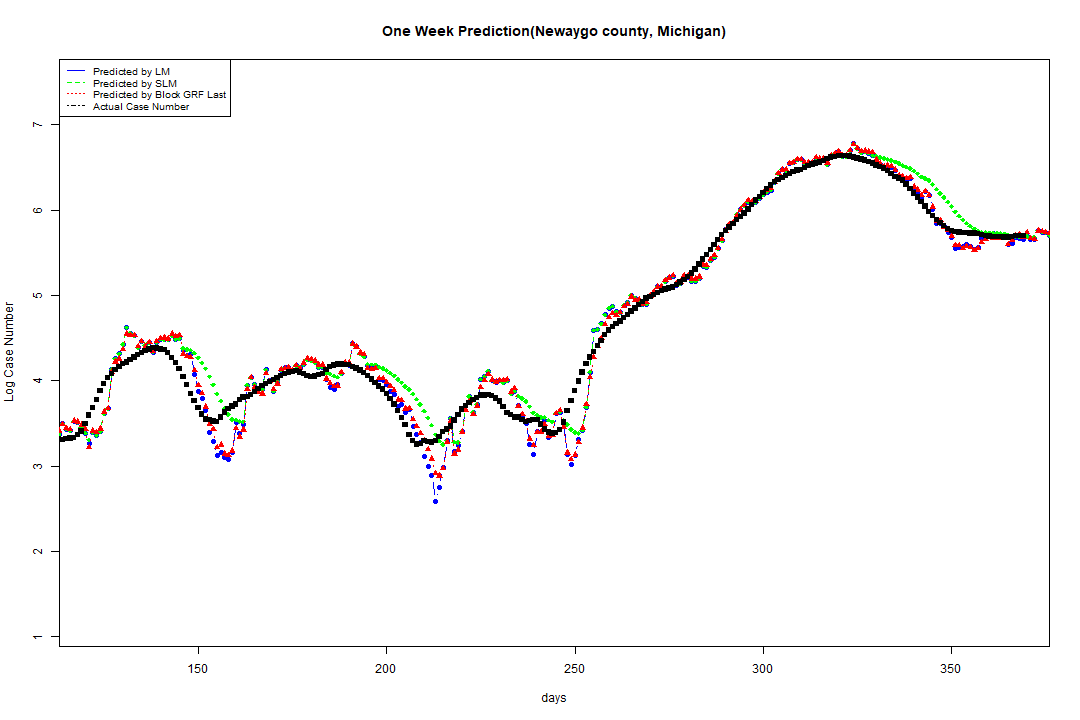 One Week Prediction(Newaygo county, Michigan)
Predicted by LM
Predicted by SLM
Predicted by Block GRF Last
Actual Case Number
7
6
5
4
3
2
1
Log Case Number
150 200 250 300 350
days